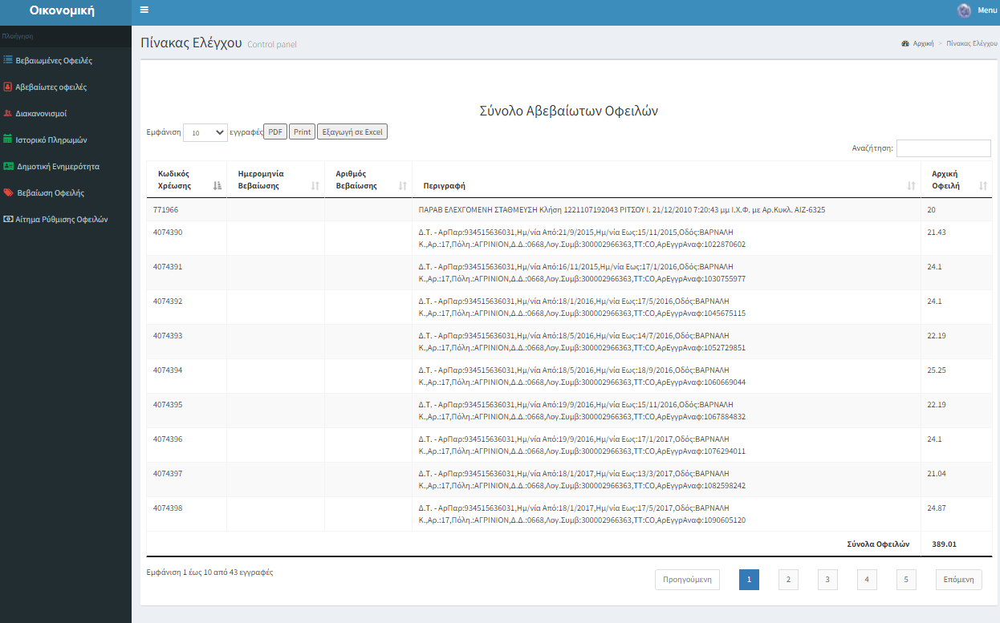 Οικονομική
Menu
Πλοήγηση
Βεβαιωμένες Οφειλές
Αβεβαίωτες οφειλές
Διακανονισμοί
Ιστορικό Πληρωμών
Δημοτική Ενημερότητα
Βεβαίωση Οφειλής
Αίτημα Ρύθμισης Οφειλών
Πίνακας Ελέγχου Control panel
Αρχική > Πίνακας Ελέγχου
Σύνολο Αβεβαίωτων Οφειλών
Εμφάνιση 10 εγγραφές PDF Print Εξαγωγή σε Excel
Αναζήτηση:
Κωδικός Χρέωσης
Ημερομηνία Βεβαίωσης
Αριθμός Βεβαίωσης
Περιγραφή
Αρχική Οφειλή
771966 ΠΑΡΑΒ ΕΛΕΧΓΟΜΕΝΗ ΣΤΑΘΜΕΥΣΗ Κλήση 1221107192043 ΡΙΤΣΟΥ Ι. 21/12/2010 7:20:43 μμ Ι.Χ.Φ. με Αρ.Κυκλ. ΑΙΖ-6325 20
4074390 Δ.Τ. - ΑρΠαρ:934515636031,Ημ/νία Από:21/9/2015,Ημ/νία Εως:15/11/2015,Οδός:ΒΑΡΝΑΛΗ 21.43
Κ.,Αρ.:17,Πόλη.:ΑΓΡΙΝΙΟΝ,Δ.Δ.:0668,Λογ.Συμβ:300002966363,ΤΤ:CO,ΑρΕγγρΑναφ:1022870602
4074391 Δ.Τ. - ΑρΠαρ:934515636031,Ημ/νία Από:16/11/2015,Ημ/νία Εως:17/1/2016,Οδός:ΒΑΡΝΑΛΗ 24.1
Κ.,Αρ.:17,Πόλη.:ΑΓΡΙΝΙΟΝ,Δ.Δ.:0668,Λογ.Συμβ:300002966363,ΤΤ:CO,ΑρΕγγρΑναφ:1030755977
4074392 Δ.Τ. - ΑρΠαρ:934515636031,Ημ/νία Από:18/1/2016,Ημ/νία Εως:17/5/2016,Οδός:ΒΑΡΝΑΛΗ 24.1
Κ.,Αρ.:17,Πόλη.:ΑΓΡΙΝΙΟΝ,Δ.Δ.:0668,Λογ.Συμβ:300002966363,ΤΤ:CO,ΑρΕγγρΑναφ:1045675115
4074393 Δ.Τ. - ΑρΠαρ:934515636031,Ημ/νία Από:18/5/2016,Ημ/νία Εως:14/7/2016,Οδός:ΒΑΡΝΑΛΗ 22.19
Κ.,Αρ.:17,Πόλη.:ΑΓΡΙΝΙΟΝ,Δ.Δ.:0668,Λογ.Συμβ:300002966363,ΤΤ:CO,ΑρΕγγρΑναφ:1052729851
4074394 Δ.Τ. - ΑρΠαρ:934515636031,Ημ/νία Από:18/5/2016,Ημ/νία Εως:18/9/2016,Οδός:ΒΑΡΝΑΛΗ 25.25
Κ.,Αρ.:17,Πόλη.:ΑΓΡΙΝΙΟΝ,Δ.Δ.:0668,Λογ.Συμβ:300002966363,ΤΤ:CO,ΑρΕγγρΑναφ:1060669044
4074395 Δ.Τ. - ΑρΠαρ:934515636031,Ημ/νία Από:19/9/2016,Ημ/νία Εως:15/11/2016,Οδός:ΒΑΡΝΑΛΗ 22.19
Κ.,Αρ.:17,Πόλη.:ΑΓΡΙΝΙΟΝ,Δ.Δ.:0668,Λογ.Συμβ:300002966363,ΤΤ:CO,ΑρΕγγρΑναφ:1067884832
4074396 Δ.Τ. - ΑρΠαρ:934515636031,Ημ/νία Από:19/9/2016,Ημ/νία Εως:17/1/2017,Οδός:ΒΑΡΝΑΛΗ 24.1
Κ.,Αρ.:17,Πόλη.:ΑΓΡΙΝΙΟΝ,Δ.Δ.:0668,Λογ.Συμβ:300002966363,ΤΤ:CO,ΑρΕγγρΑναφ:1076294011
4074397 Δ.Τ. - ΑρΠαρ:934515636031,Ημ/νία Από:18/1/2017,Ημ/νία Εως:13/3/2017,Οδός:ΒΑΡΝΑΛΗ 21.04
Κ.,Αρ.:17,Πόλη.:ΑΓΡΙΝΙΟΝ,Δ.Δ.:0668,Λογ.Συμβ:300002966363,ΤΤ:CO,ΑρΕγγρΑναφ:1082598242
4074398 Δ.Τ. - ΑρΠαρ:934515636031,Ημ/νία Από:18/1/2017,Ημ/νία Εως:17/5/2017,Οδός:ΒΑΡΝΑΛΗ 24.87
Κ.,Αρ.:17,Πόλη.:ΑΓΡΙΝΙΟΝ,Δ.Δ.:0668,Λογ.Συμβ:300002966363,ΤΤ:CO,ΑρΕγγρΑναφ:1090605120
Σύνολα Οφειλών 389.01
Εμφάνιση 1 έως 10 από 43 εγγραφές
Προηγούμενη 1 2 3 4 5 Επόμενη